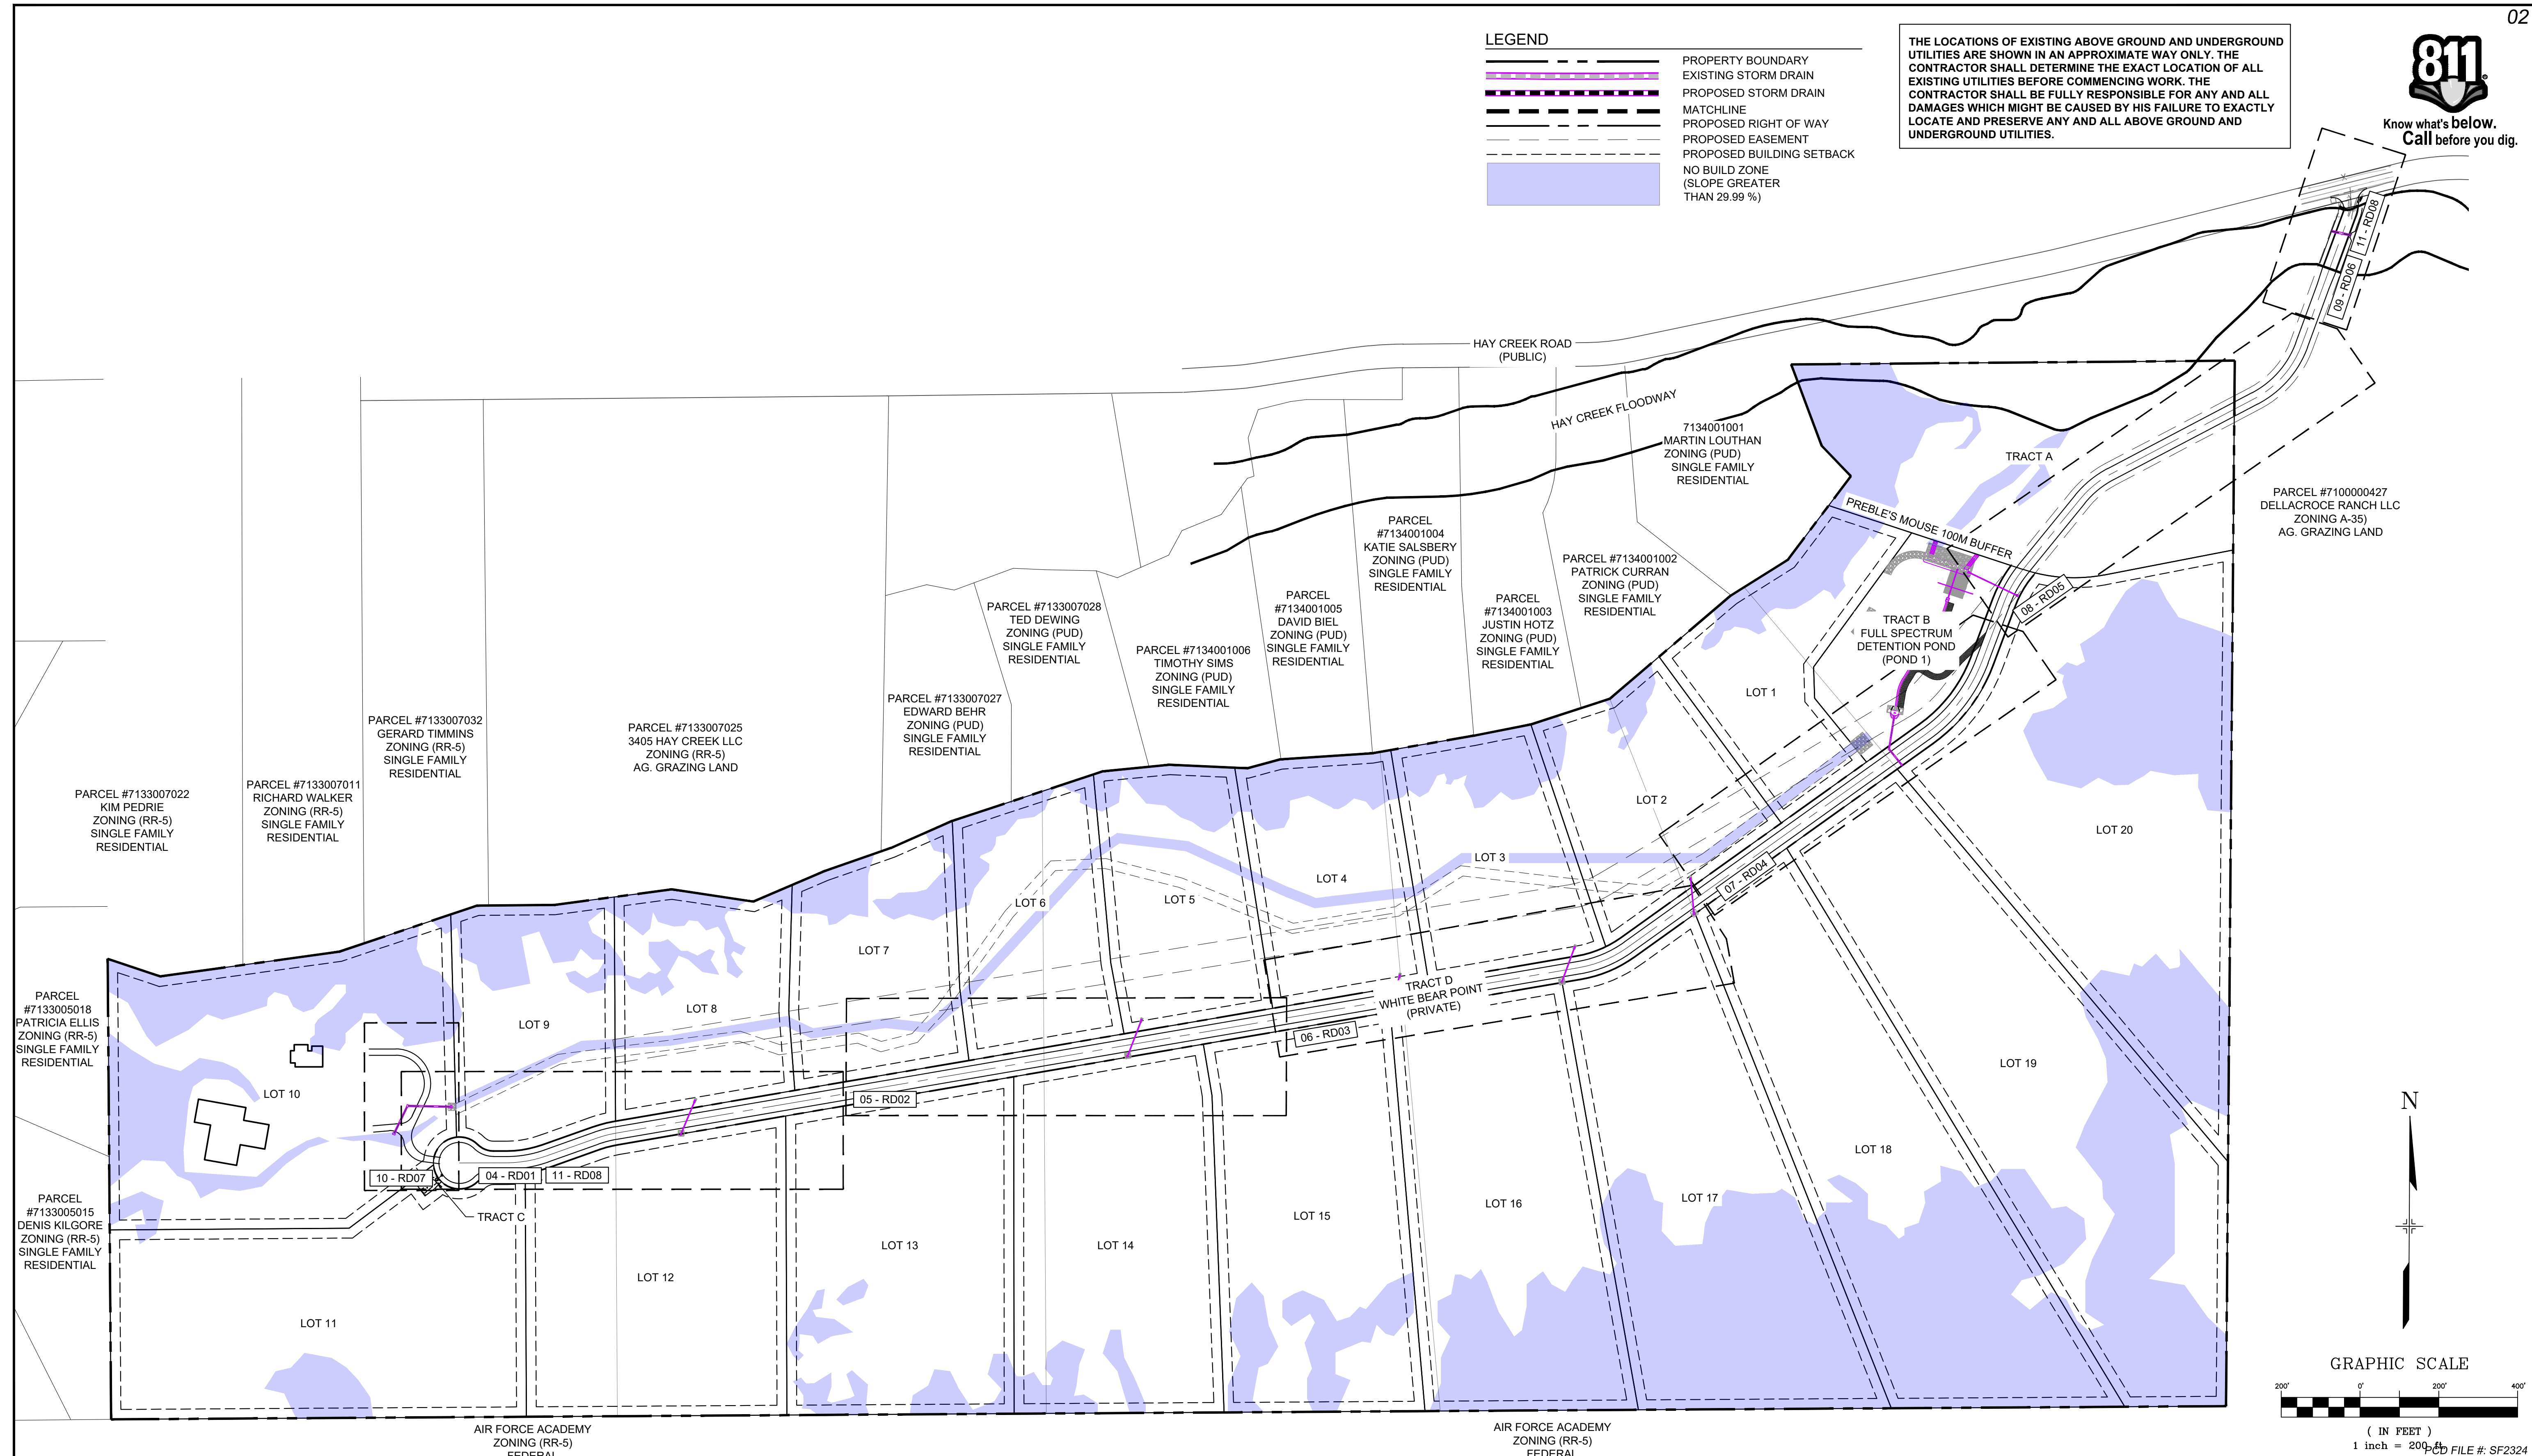 02
LEGEND
PROPERTY BOUNDARY
EXISTING STORM DRAIN
PROPOSED STORM DRAIN
MATCHLINE
PROPOSED RIGHT OF WAY
PROPOSED EASEMENT
PROPOSED BUILDING SETBACK
NO BUILD ZONE
(SLOPE GREATER
THAN 29.99 %)
THE LOCATIONS OF EXISTING ABOVE GROUND AND UNDERGROUND
UTILITIES ARE SHOWN IN AN APPROXIMATE WAY ONLY. THE
CONTRACTOR SHALL DETERMINE THE EXACT LOCATION OF ALL
EXISTING UTILITIES BEFORE COMMENCING WORK. THE
CONTRACTOR SHALL BE FULLY RESPONSIBLE FOR ANY AND ALL
DAMAGES WHICH MIGHT BE CAUSED BY HIS FAILURE TO EXACTLY
LOCATE AND PRESERVE ANY AND ALL ABOVE GROUND AND
UNDERGROUND UTILITIES.
811
Know what's below.
Call before you dig.
11 - RD08
09 - RD06
HAY CREEK ROAD
(PUBLIC)
HAY CREEK FLOODWAY
7134001001
MARTIN LOUTHAN
ZONING (PUD)
SINGLE FAMILY
RESIDENTIAL
TRACT A
PARCEL #7100000427
DELLACROCE RANCH LLC
ZONING A-35)
AG. GRAZING LAND
PREBLE'S MOUSE 100M BUFFER
PARCEL
#7134001004
KATIE SALSBERY
ZONING (PUD)
SINGLE FAMILY
RESIDENTIAL
PARCEL #7134001002
PATRICK CURRAN
ZONING (PUD)
SINGLE FAMILY
RESIDENTIAL
PARCEL
#7134001003
JUSTIN HOTZ
ZONING (PUD)
SINGLE FAMILY
RESIDENTIAL
PARCEL
#7134001005
DAVID BIEL
ZONING (PUD)
SINGLE FAMILY
RESIDENTIAL
PARCEL #7133007028
TED DEWING
ZONING (PUD)
SINGLE FAMILY
RESIDENTIAL
PARCEL #7134001006
TIMOTHY SIMS
ZONING (PUD)
SINGLE FAMILY
RESIDENTIAL
08 - RD05
TRACT B
FULL SPECTRUM
DETENTION POND
(POND 1)
PARCEL #7133007027
EDWARD BEHR
ZONING (PUD)
SINGLE FAMILY
RESIDENTIAL
PARCEL #7133007032
GERARD TIMMINS
ZONING (RR-5)
SINGLE FAMILY
RESIDENTIAL
PARCEL #7133007025
3405 HAY CREEK LLC
ZONING (RR-5)
AG. GRAZING LAND
PARCEL #7133007011
RICHARD WALKER
ZONING (RR-5)
SINGLE FAMILY
RESIDENTIAL
PARCEL #7133007022
KIM PEDRIE
ZONING (RR-5)
SINGLE FAMILY
RESIDENTIAL
LOT 1
LOT 2
LOT 20
LOT 3
LOT 4
07 - RD04
LOT 5
LOT 6
LOT 7
LOT 8
LOT 9
TRACT D
WHITE BEAR POINT
(PRIVATE)
PARCEL
#7133005018
PATRICIA ELLIS
ZONING (RR-5)
SINGLE FAMILY
RESIDENTIAL
06 - RD03
LOT 19
LOT 10
05 - RD02
LOT 18
10 - RD07
04 - RD01
11 - RD08
TRACT C
PARCEL
#7133005015
DENIS KILGORE
ZONING (RR-5)
SINGLE FAMILY
RESIDENTIAL
LOT 17
LOT 16
LOT 15
LOT 14
LOT 13
LOT 12
LOT 11
N
GRAPHIC SCALE
200' 0' 200' 400'
( IN FEET )
1 inch = 200 ft.
AIR FORCE ACADEMY
ZONING (RR-5)
FEDERAL
AIR FORCE ACADEMY
ZONING (RR-5)
FEDERAL
PCD FILE #: SF2324